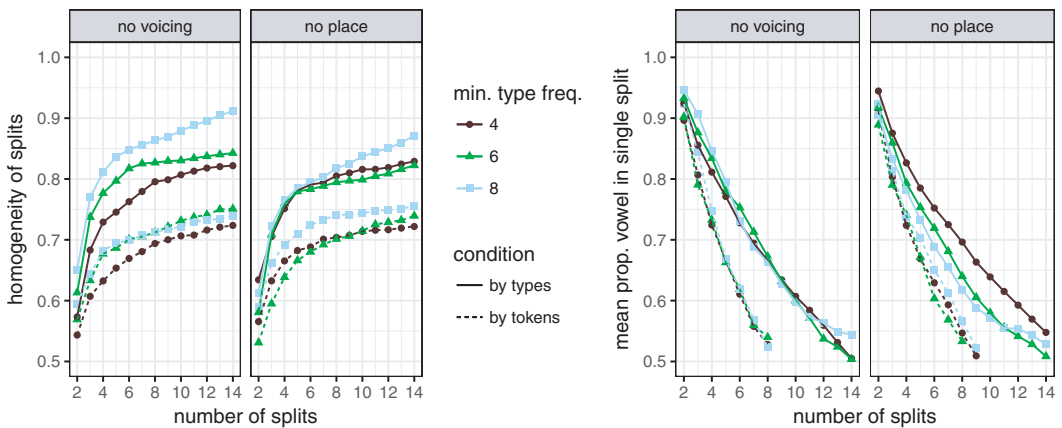 no voicing
no place
homogeneity of splits
1.0
0.9
0.8
0.7
0.6
0.5
2 4 6 8 10 12 14
2 4 6 8 10 12 14
number of splits
min. type freq.
4
6
8
condition
by types
by tokens
no voicing
no place
mean prop. vowel in single split
1.0
0.9
0.8
0.7
0.6
0.5
2 4 6 8 10 12 14
2 4 6 8 10 12 14
number of splits